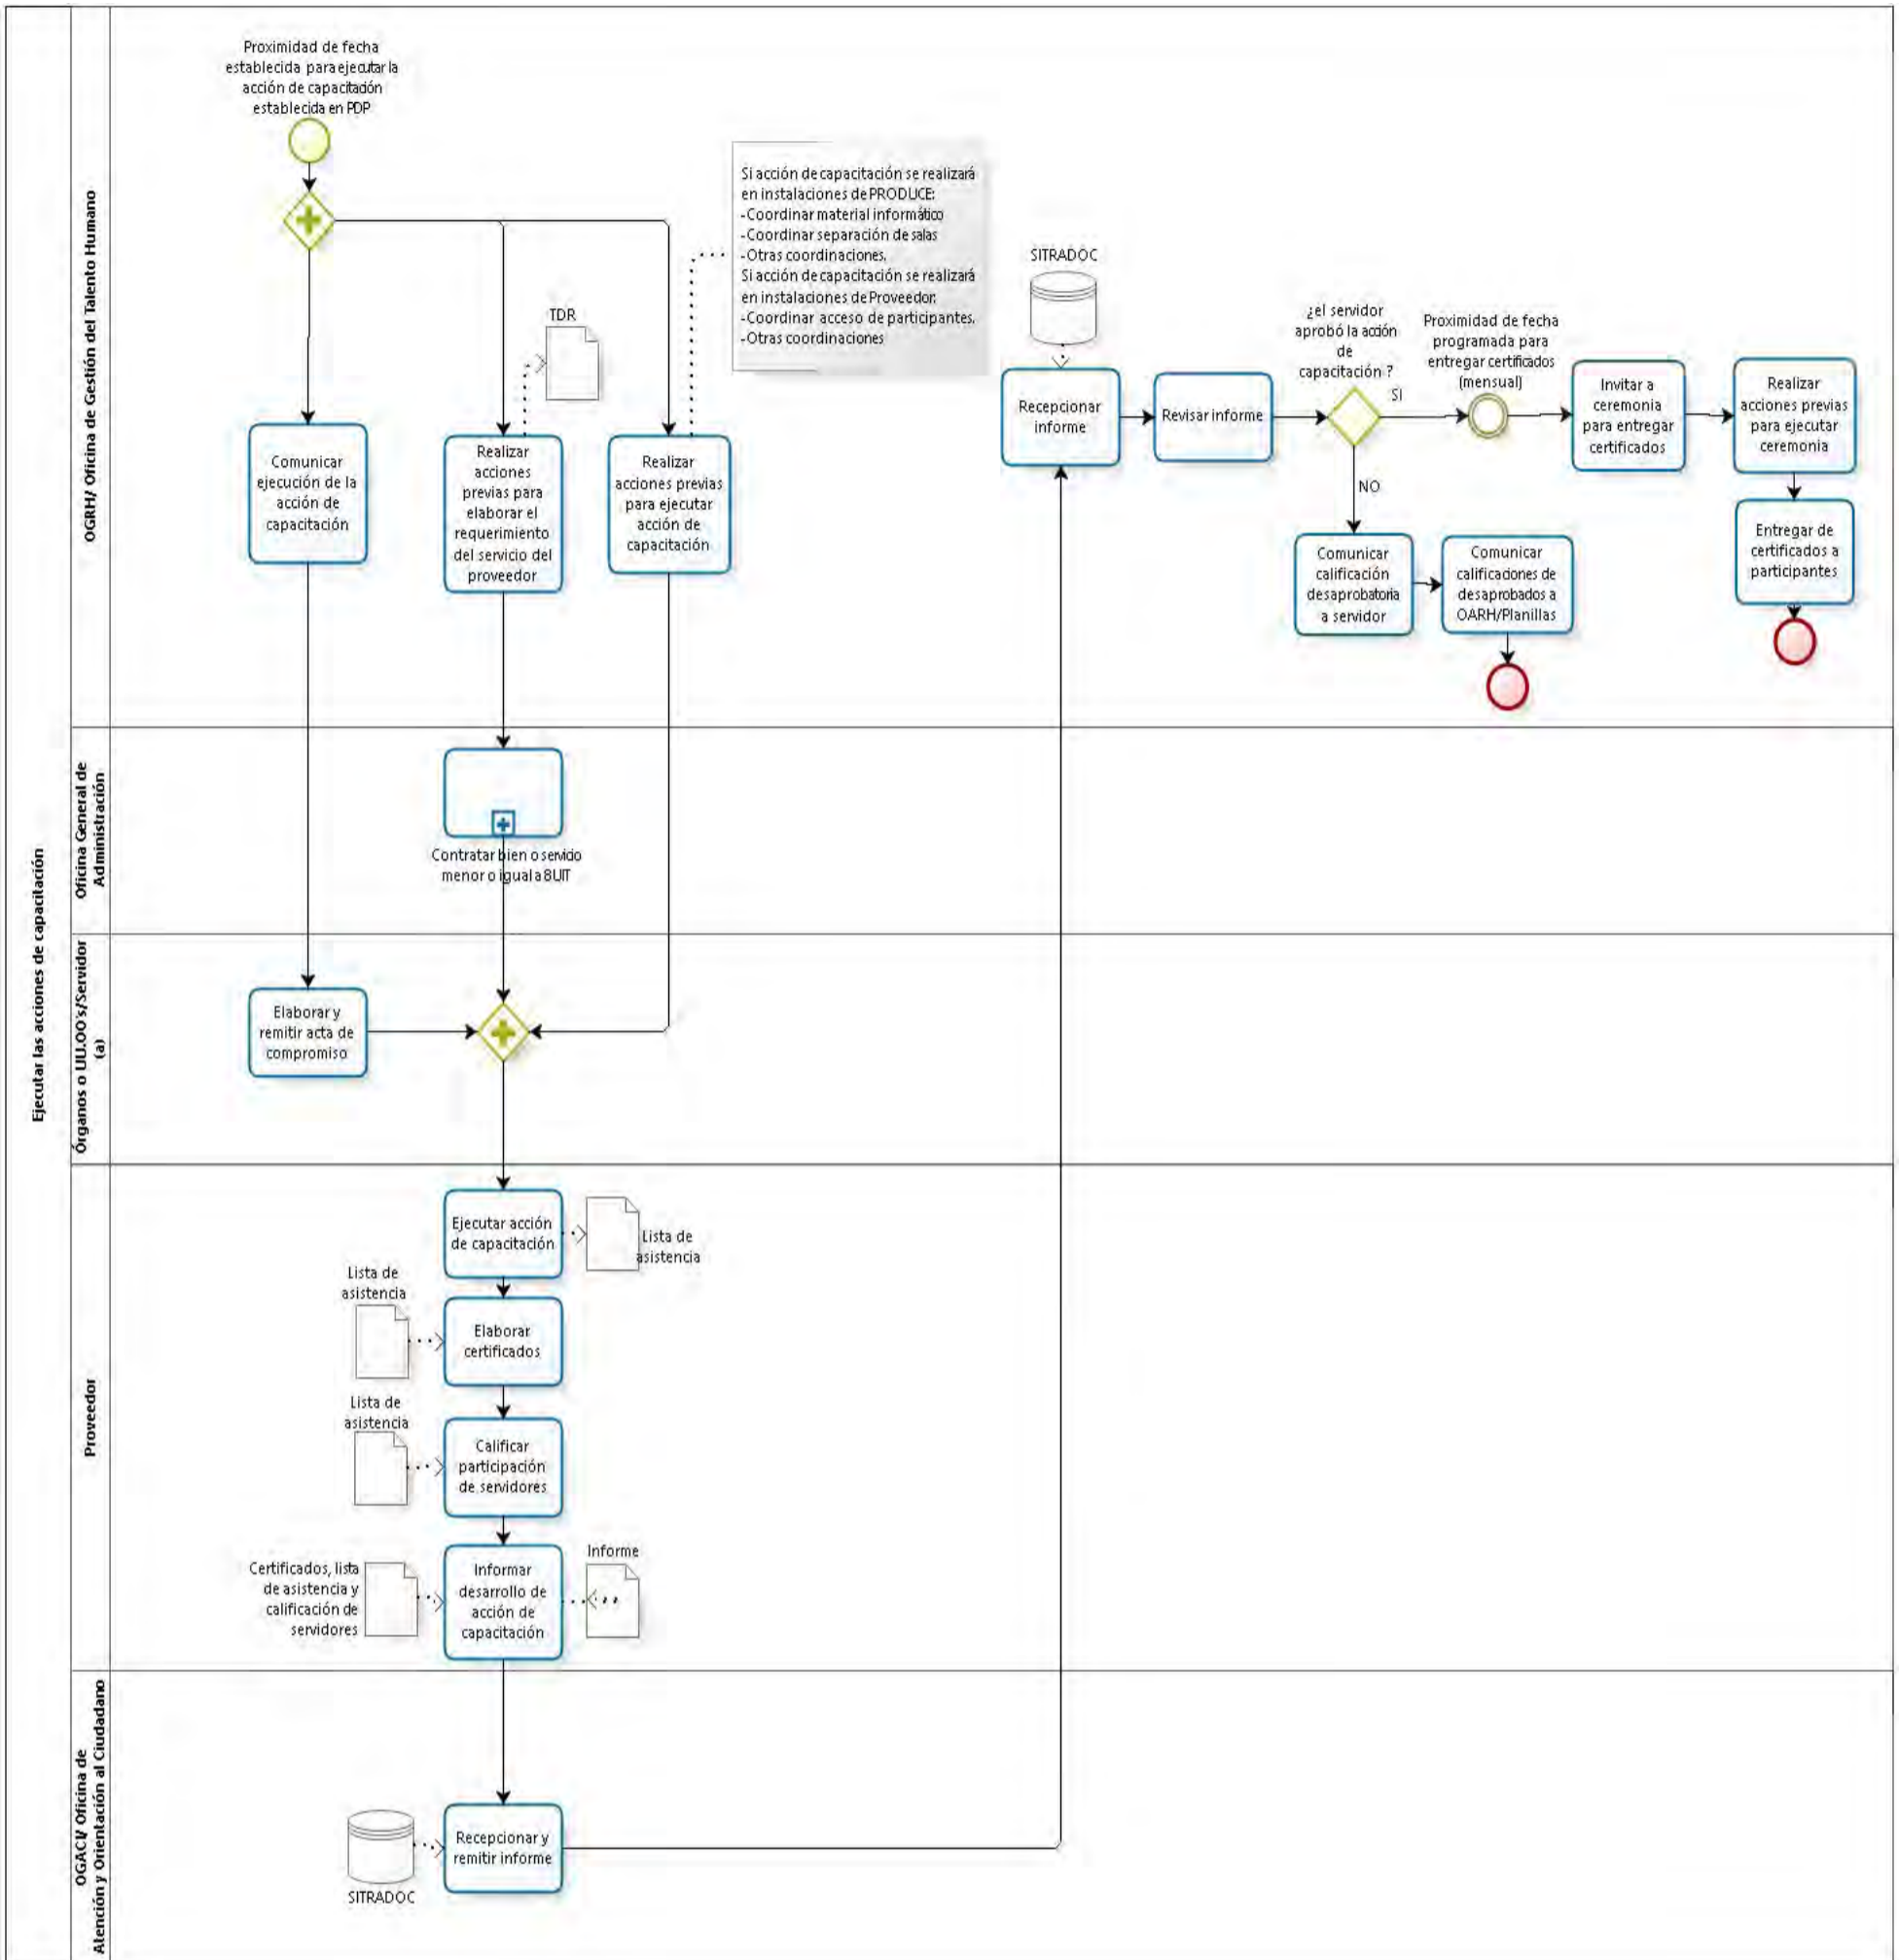 Ejecutar las acciones de capacitación
OGRH/ Oficina de Gestión del Talento Humano
Proximidad de fecha
establecida para ejecutar la
acción de capacitación
establecida en PDP
Si acción de capacitación se realizará
en instalaciones de PRODUCE:
-Coordinar material informático
-Coordinar separación de salas
-Otras coordinaciones.
Si acción de capacitación se realizará
en instalaciones de Proveedor:
-Coordinar acceso de participantes.
-Otras coordinaciones
TDR
Comunicar
ejecución de la
acción de
capacitación
Realizar
acciones
previas para
elaborar el
requerimiento
del servicio del
proveedor
Realizar
acciones previas
para ejecutar
acción de
capacitación
SITRADOC
Recepcionar
informe
Revisar informe
¿el servidor
aprobó la acción
de
capacitación ?
SI
NO
Proximidad de fecha
programada para
entregar certificados
(mensual)
Invitar a
ceremonia
para entregar
certificados
Realizar
acciones previas
para ejecutar
ceremonia
Entregar de
certificados a
participantes
Comunicar
calificación
desaprobatoria
a servidor
Comunicar
calificaciones de
desaprobados a
OARH/Planillas
Oficina General de
Administración
Contratar bien o servicio
menor o igual a 8UIT
Órganos o UU.OO's/Servidor
(a)
Elaborar y
remitir acta de
compromiso
Proveedor
Ejecutar acción
de capacitación
Lista de
asistencia
Lista de
asistencia
Elaborar
certificados
Lista de
asistencia
Calificar
participación
de servidores
Certificados, lista
de asistencia y
calificación de
servidores
Informar
desarrollo de
acción de
capacitación
Informe
OGACI/ Oficina de
Atención y Orientación al Ciudadano
Recepcionar y
remitir informe
SITRADOC